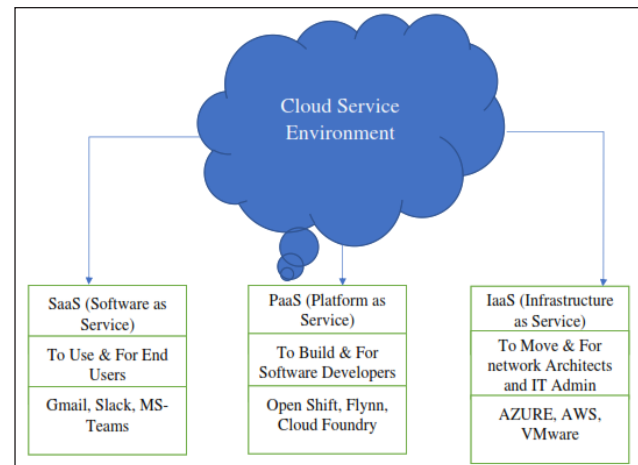 Cloud Service
Environment
SaaS (Software as
Service)
To Use & For End
Users
Gmail, Slack, MS-
Teams
PaaS (Platform as
Service)
To Build & For
Software Developers
Open Shift, Flynn,
Cloud Foundry
IaaS (Infrastructure
as Service)
To Move & For
network Architects
and IT Admin
AZURE, AWS,
VMware